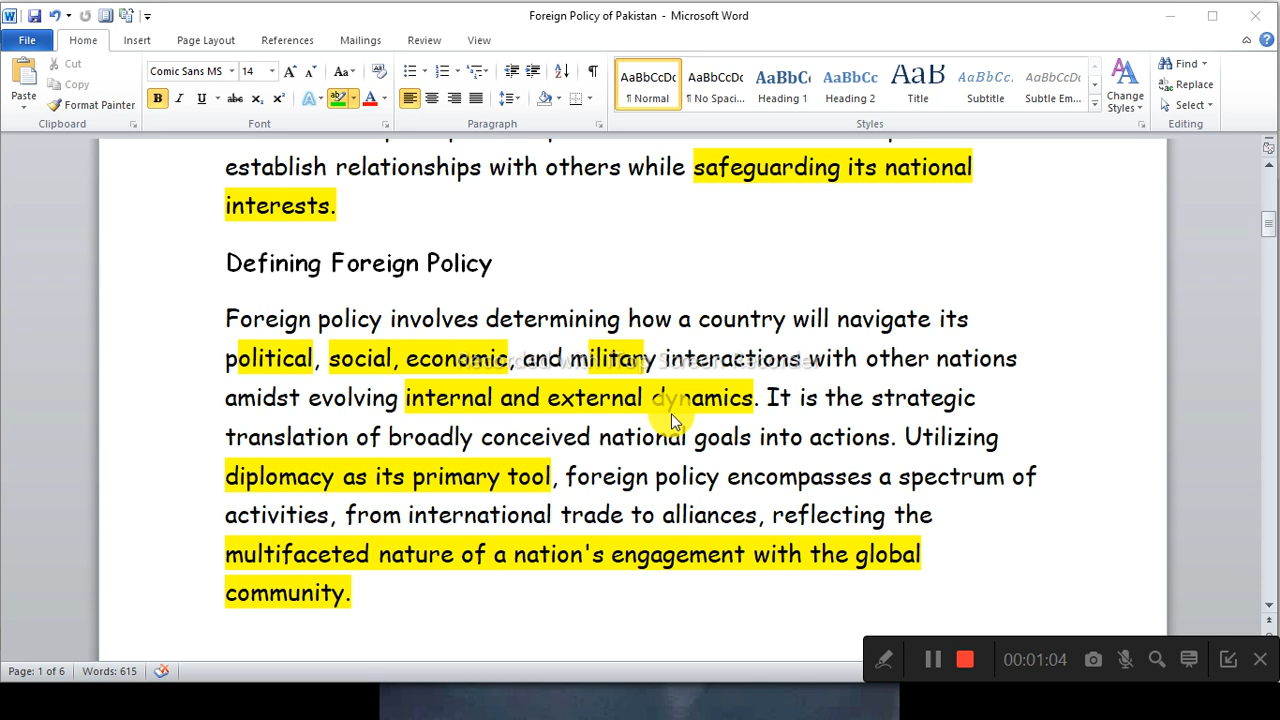 Foreign Policy of Pakistan - Microsoft Word
File Home Insert Page Layout References Mailings Review View
Cut
Copy
Format Painter
Paste
Comic Sans MS 14
AaBbCcDc AaBbCcDc AaBbCc AaBbCc AaB AaBbCcD AaBbCcDc
¶ Normal ¶ No Spaci... Heading 1 Heading 2 Title Subtitle Subtle Em...
Change Styles
Find
Replace
Select
Clipboard Font Paragraph Styles Editing
establish relationships with others while safeguarding its national
interests.
Defining Foreign Policy
Foreign policy involves determining how a country will navigate its
political, social, economic, and military interactions with other nations
Recorded with iTop Screen Recorder
amidst evolving internal and external dynamics. It is the strategic
translation of broadly conceived national goals into actions. Utilizing
diplomacy as its primary tool, foreign policy encompasses a spectrum of
activities, from international trade to alliances, reflecting the
multifaceted nature of a nation's engagement with the global
community.
Page: 1 of 6 Words: 615
00:01:04